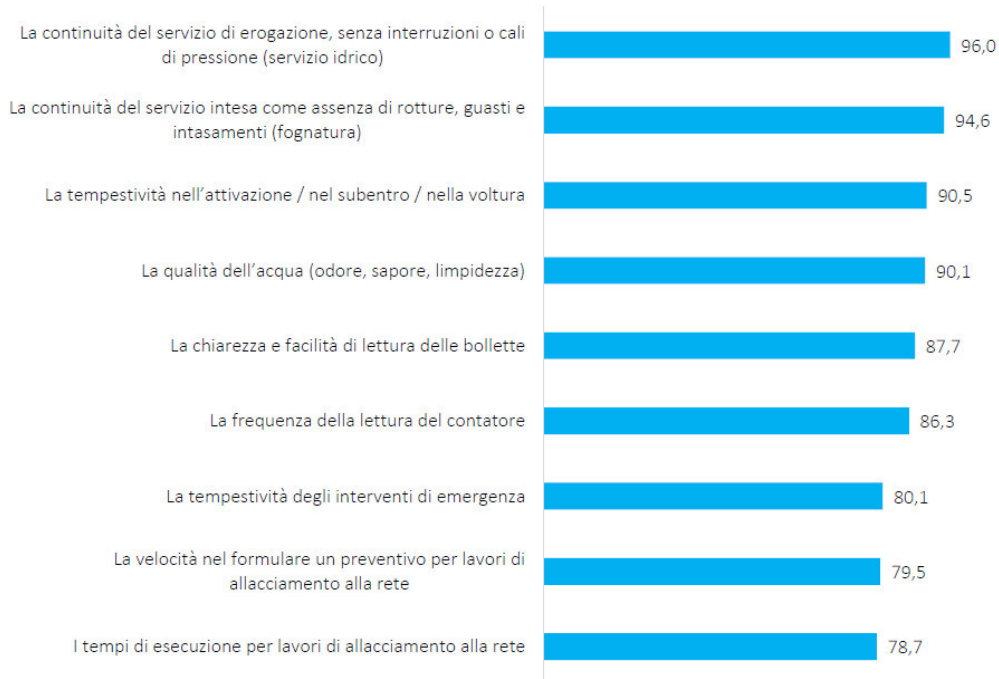 La continuità del servizio di erogazione, senza interruzioni o cali
di pressione (servizio idrico)
96,0
La continuità del servizio intesa come assenza di rotture, guasti e
intasamenti (fognatura)
94,6
La tempestività nell’attivazione / nel subentro / nella voltura
90,5
La qualità dell’acqua (odore, sapore, limpidezza)
90,1
La chiarezza e facilità di lettura delle bollette
87,7
La frequenza della lettura del contatore
86,3
La tempestività degli interventi di emergenza
80,1
La velocità nel formulare un preventivo per lavori di
allacciamento alla rete
79,5
I tempi di esecuzione per lavori di allacciamento alla rete
78,7